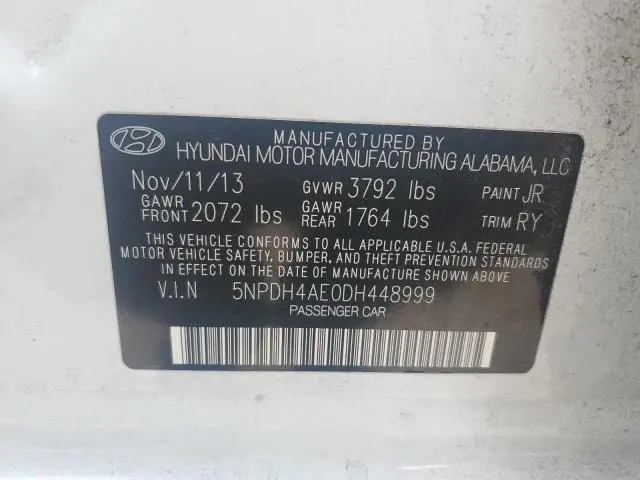 MANUFACTURED BY
HYUNDAI MOTOR MANUFACTURING ALABAMA, LLC
Nov/11/13 GVWR 3792 lbs PAINT JR
GAWR FRONT 2072 lbs GAWR REAR 1764 lbs TRIM RY
THIS VEHICLE CONFORMS TO ALL APPLICABLE U.S.A. FEDERAL
MOTOR VEHICLE SAFETY, BUMPER, AND THEFT PREVENTION STANDARDS
IN EFFECT ON THE DATE OF MANUFACTURE SHOWN ABOVE
V.I.N 5NPDH4AE0DH448999
PASSENGER CAR